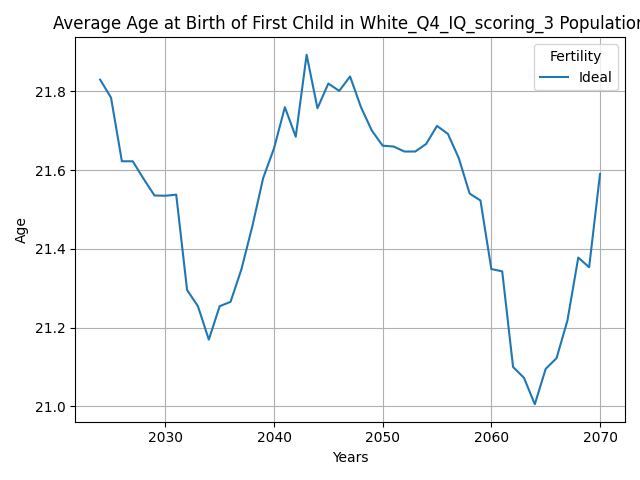 Average Age at Birth of First Child in White_Q4_IQ_scoring_3 Population
Fertility
Ideal
Age
21.8
21.6
21.4
21.2
21.0
2030 2040 2050 2060 2070
Years